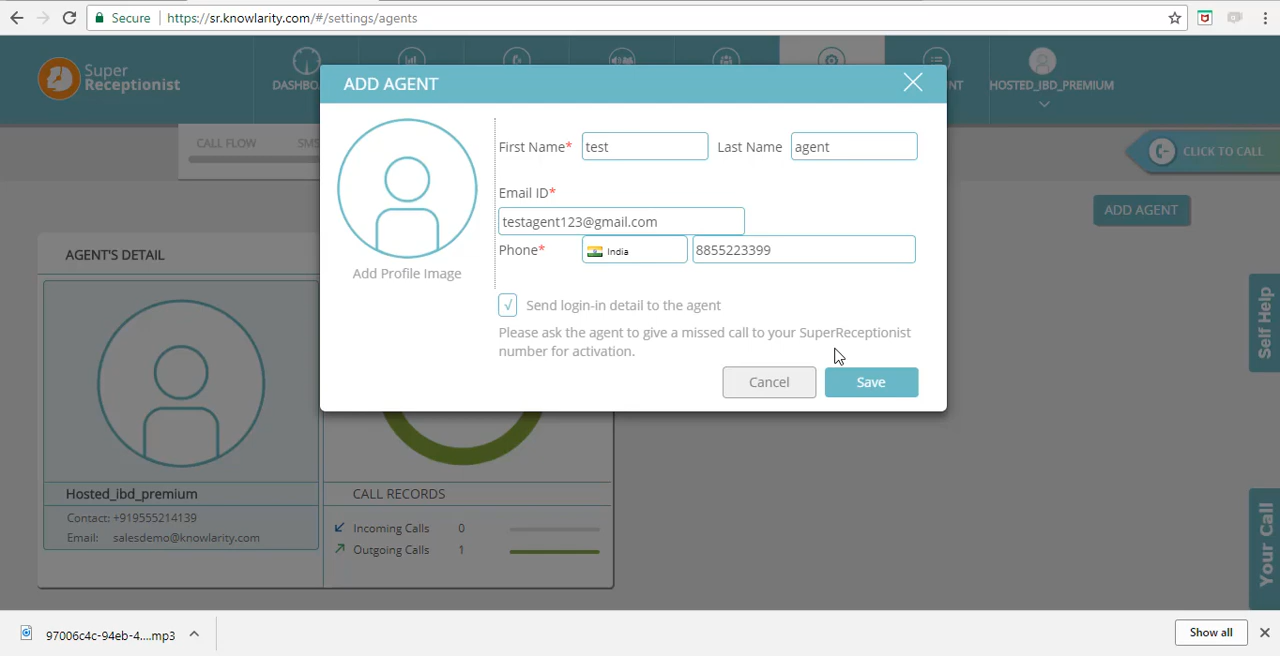 Secure https://sr.knowlarity.com/#/settings/agents
Super
Receptionist
DASHBO
NT
HOSTED_IBD_PREMIUM
ADD AGENT
CALL FLOW SMS
CLICK TO CALL
First Name* test Last Name agent
Email ID*
testagent123@gmail.com
Phone* India 8855223399
Add Profile Image
√ Send login-in detail to the agent
Please ask the agent to give a missed call to your SuperReceptionist
number for activation.
Cancel Save
ADD AGENT
AGENT'S DETAIL
Hosted_ibd_premium
Contact: +919555214139
Email: salesdemo@knowlarity.com
CALL RECORDS
Incoming Calls 0
Outgoing Calls 1
Self Help
Your Call
97006c4c-94eb-4....mp3
Show all